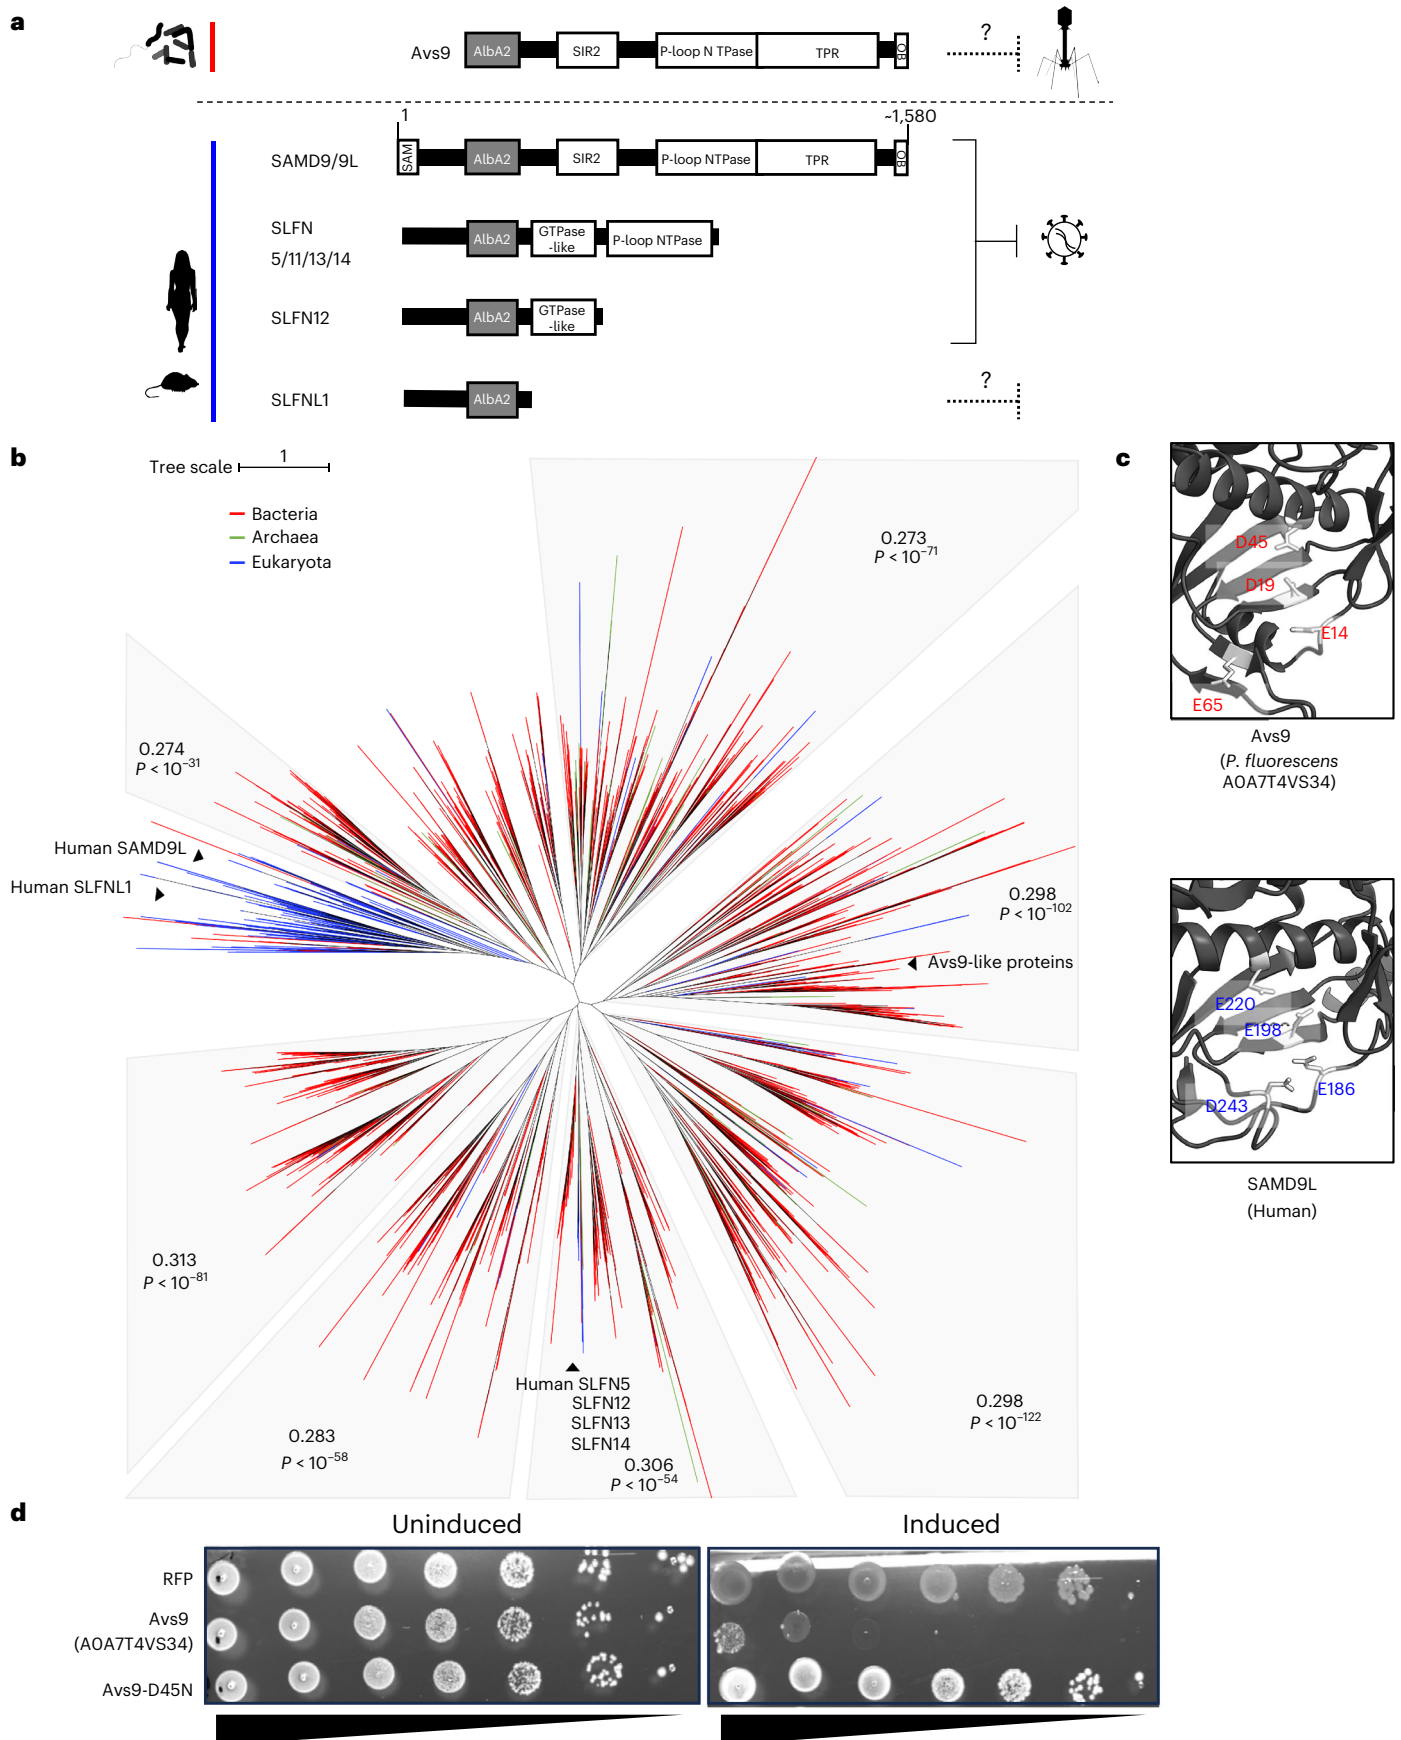 a
Avs9
AlbA2
SIR2
P-loop N TPase
TPR
OB
?
1
~1,580
SAMD9/9L
SAM
AlbA2
SIR2
P-loop NTPase
TPR
OB
SLFN
5/11/13/14
AlbA2
GTPase
-like
P-loop NTPase
SLFN12
AlbA2
GTPase
-like
SLFNL1
AlbA2
?
b
Tree scale
1
Bacteria
Archaea
Eukaryota
0.273
P < 10−71
0.274
P < 10−31
Human SAMD9L
Human SLFNL1
0.298
P < 10−102
Avs9-like proteins
0.313
P < 10−81
0.283
P < 10−58
Human SLFN5
SLFN12
SLFN13
SLFN14
0.306
P < 10−54
0.298
P < 10−122
c
D45
D19
E14
E65
Avs9
(P. fluorescens
A0A7T4VS34)
E220
E198
E186
D243
SAMD9L
(Human)
d
Uninduced
Induced
RFP
Avs9
(A0A7T4VS34)
Avs9-D45N